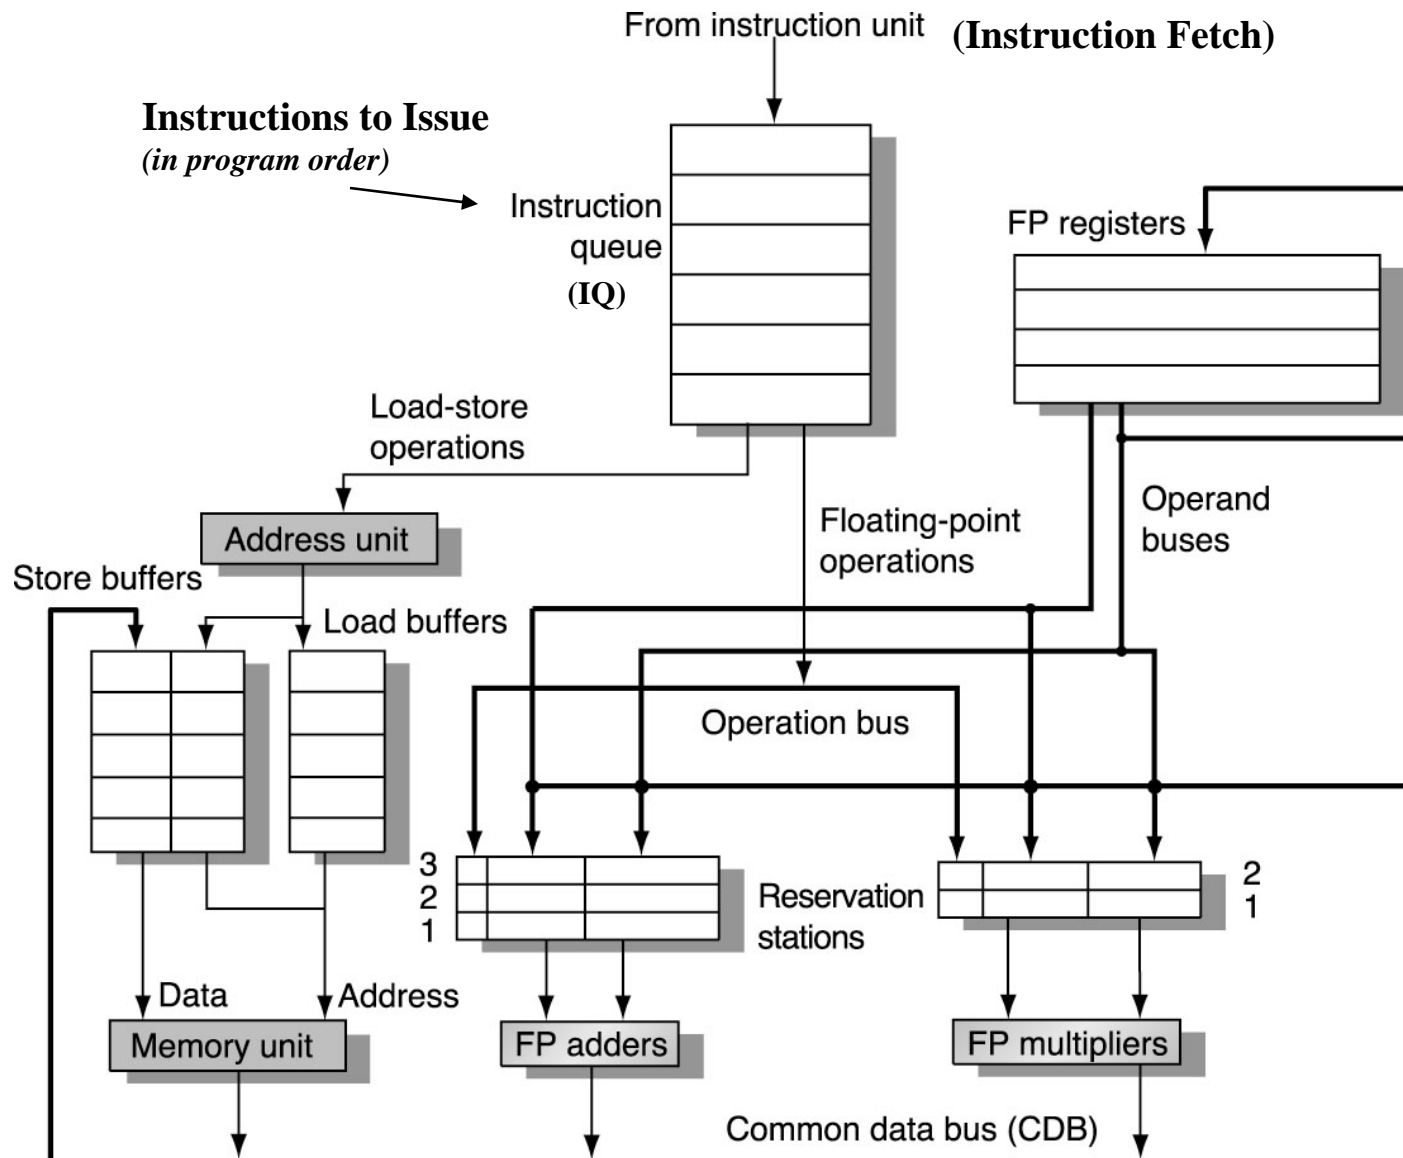 From instruction unit (Instruction Fetch)
Instructions to Issue
(in program order)
Instruction
queue
(IQ)
FP registers
Load-store
operations
Address unit
Floating-point
operations
Operand
buses
Store buffers
Load buffers
Operation bus
3
2
1
Reservation
stations
2
1
Data
Address
Memory unit
FP adders
FP multipliers
Common data bus (CDB)